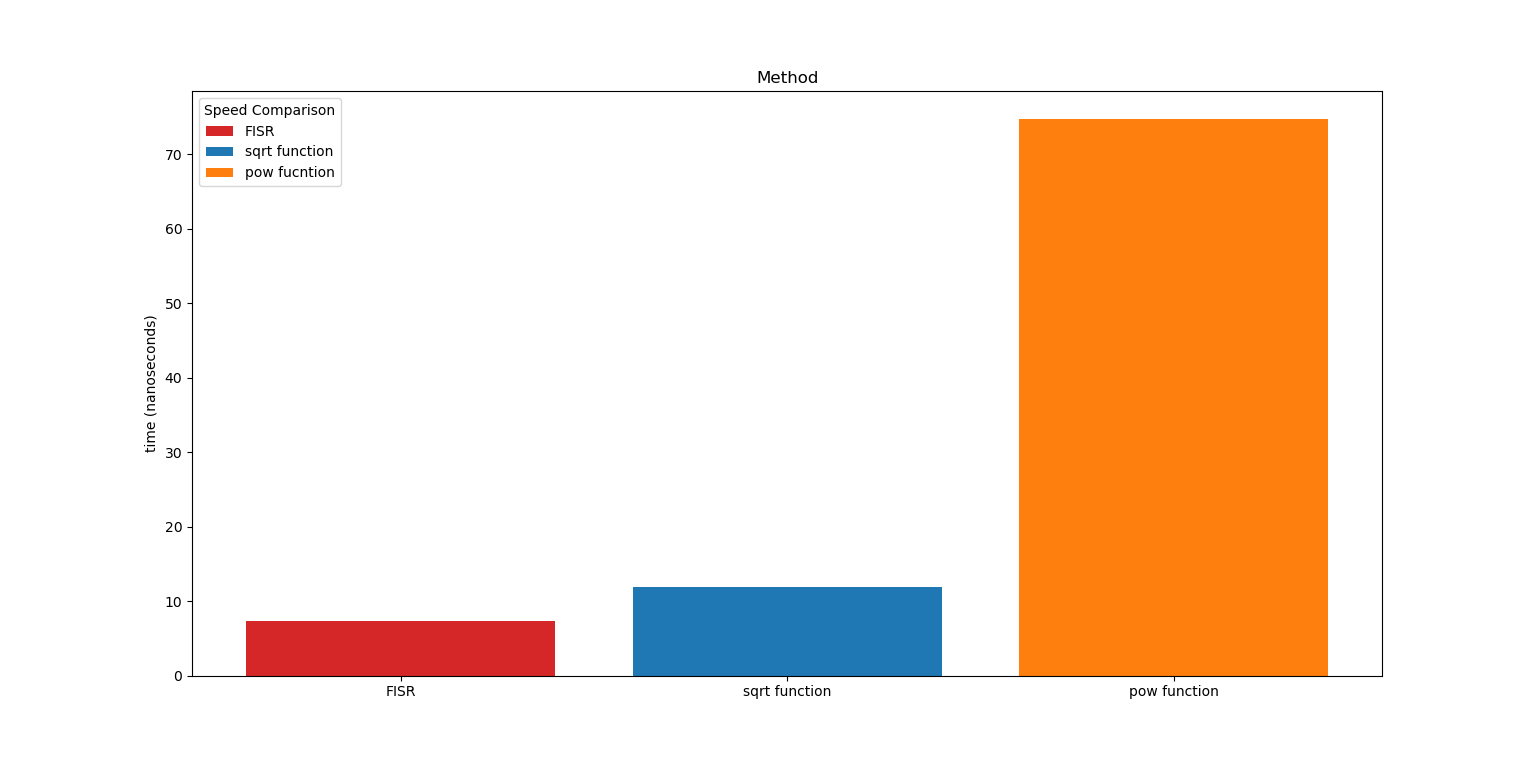 Method
Speed Comparison
FISR
sqrt function
pow fucntion
time (nanoseconds)
70
60
50
40
30
20
10
0
FISR
sqrt function
pow function